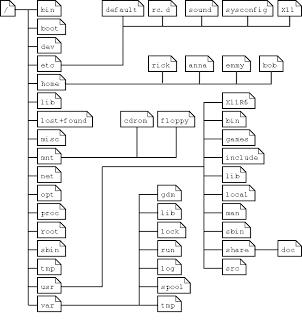 / bin default rc.d sound sysconfig X11
boot
dev
etc
rick anna emmy bob
home
lib X11R6
lost+found cdrom floppy bin
misc games
mnt include
net lib
opt gdm local
proc lib man
root lock sbin
sbin run share doc
tmp log src
usr spool
var tmp